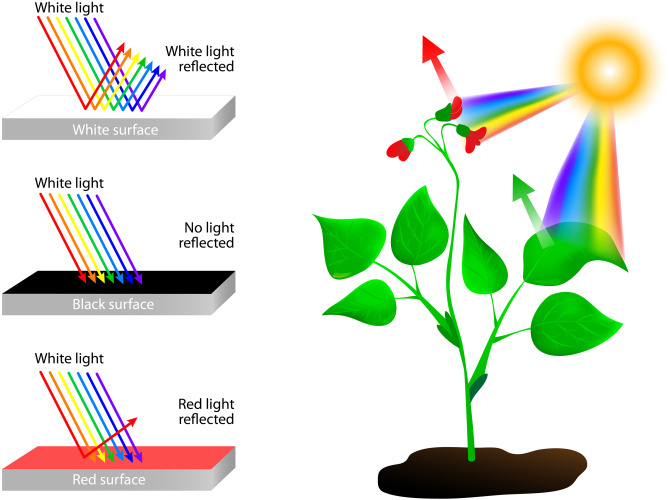 White light
White light
reflected
White surface
White light
No light
reflected
Black surface
White light
Red light
reflected
Red surface